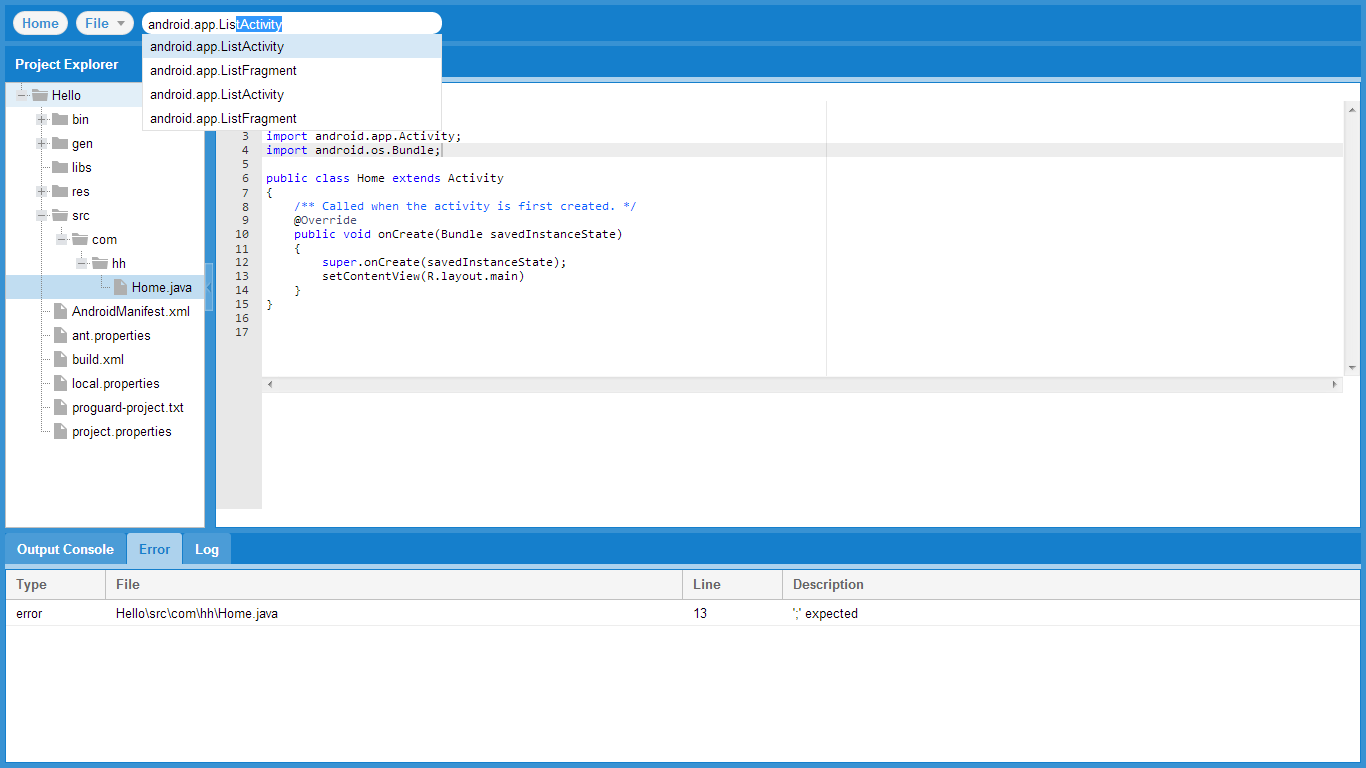 Home File android.app.ListActivity
android.app.ListActivity
android.app.ListFragment
android.app.ListActivity
android.app.ListFragment
Project Explorer
Hello
bin
gen
libs
res
src
com
hh
Home.java
AndroidManifest.xml
ant.properties
build.xml
local.properties
proguard-project.txt
project.properties
3 import android.app.Activity;
4 import android.os.Bundle;
5
6 public class Home extends Activity
7 {
8 /** Called when the activity is first created. */
9 @Override
10 public void onCreate(Bundle savedInstanceState)
11 {
12 super.onCreate(savedInstanceState);
13 setContentView(R.layout.main)
14 }
15 }
16
17
Output Console Error Log
Type File Line Description
error Hello\src\com\hh\Home.java 13 ';' expected